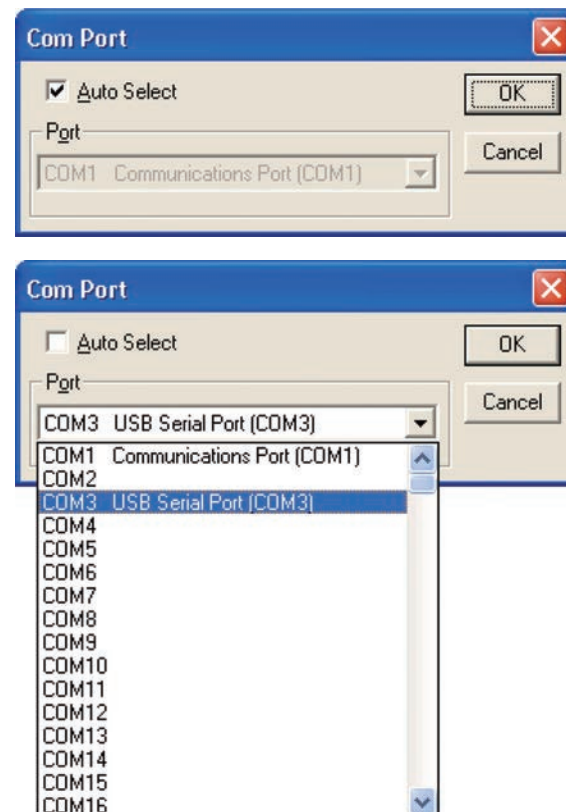 Com Port
Auto Select
OK
Port
Cancel
COM1 Communications Port (COM1)
Com Port
Auto Select
OK
Port
Cancel
COM3 USB Serial Port (COM3)
COM1 Communications Port (COM1)
COM2
COM3 USB Serial Port (COM3)
COM4
COM5
COM6
COM7
COM8
COM9
COM10
COM11
COM12
COM13
COM14
COM15
COM16